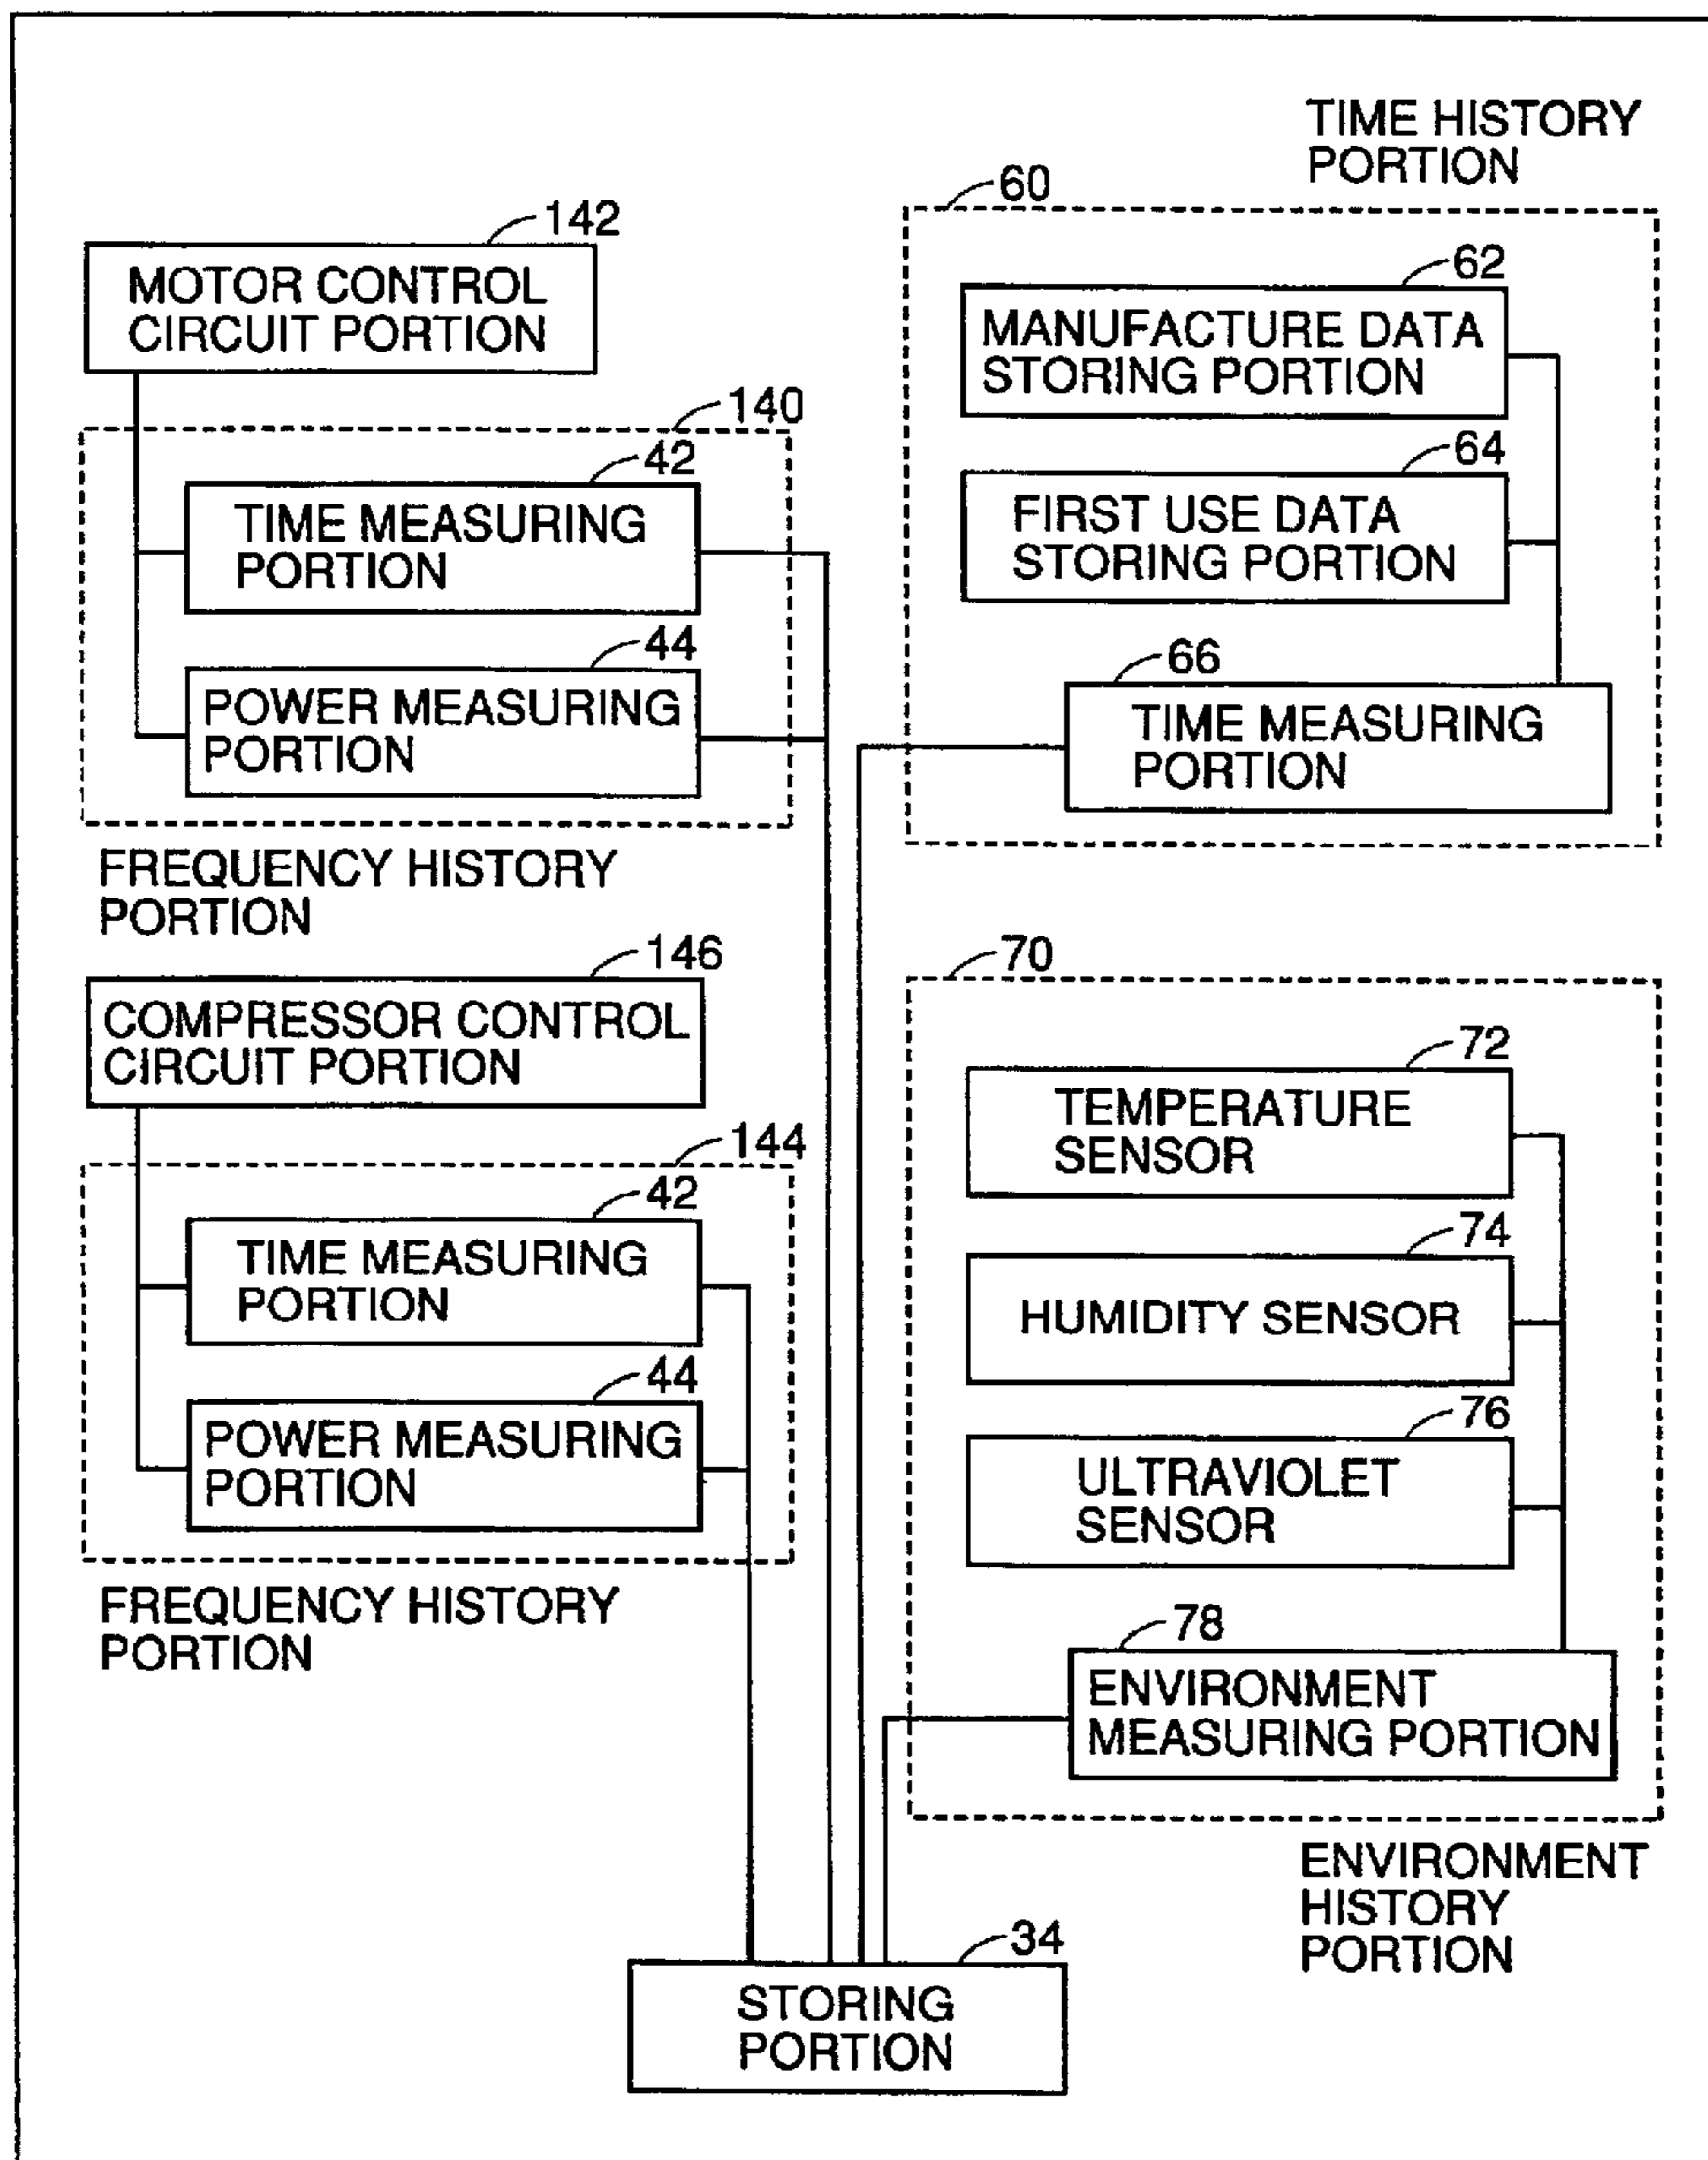 142
MOTOR CONTROL
CIRCUIT PORTION
140
42
TIME MEASURING
PORTION
44
POWER MEASURING
PORTION
FREQUENCY HISTORY
PORTION
146
COMPRESSOR CONTROL
CIRCUIT PORTION
144
42
TIME MEASURING
PORTION
44
POWER MEASURING
PORTION
FREQUENCY HISTORY
PORTION
TIME HISTORY
PORTION
60
62
MANUFACTURE DATA
STORING PORTION
64
FIRST USE DATA
STORING PORTION
66
TIME MEASURING
PORTION
70
72
TEMPERATURE
SENSOR
74
HUMIDITY SENSOR
76
ULTRAVIOLET
SENSOR
78
ENVIRONMENT
MEASURING PORTION
ENVIRONMENT
HISTORY
PORTION
34
STORING
PORTION